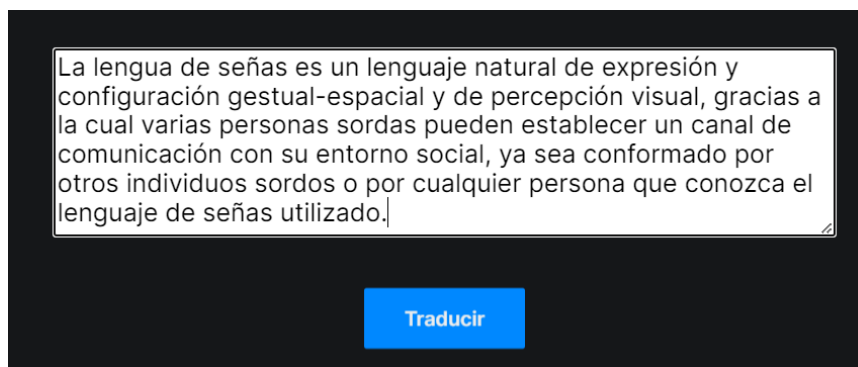 La lengua de señas es un lenguaje natural de expresión y
configuración gestual-espacial y de percepción visual, gracias a
la cual varias personas sordas pueden establecer un canal de
comunicación con su entorno social, ya sea conformado por
otros individuos sordos o por cualquier persona que conozca el
lenguaje de señas utilizado.
Traducir